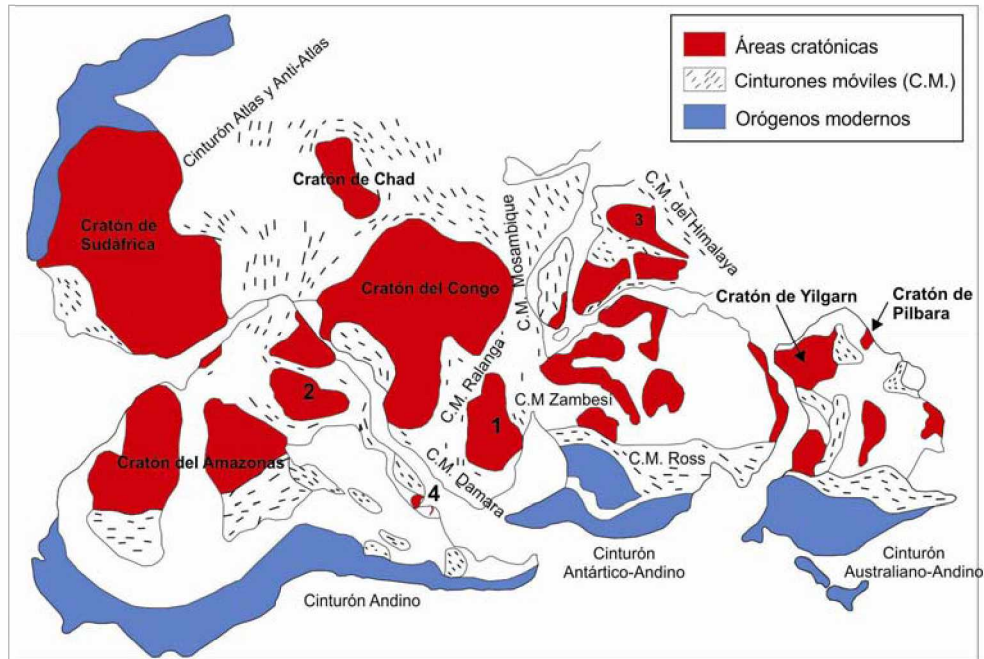 Áreas cratónicas
Cinturones móviles (C.M.)
Orógenos modernos
Cinturón Atlas y Anti-Atlas
Cratón de Chad
Cratón de
Sudáfrica
Cratón del Congo
C.M. Mosambique
3
C.M. del Himalaya
Cratón de Yilgarn
Cratón de
Pilbara
C.M. Ralanga
2
1
C.M Zambesi
Cratón del Amazonas
C.M. Ross
C.M. Damara
4
Cinturón
Antártico-Andino
Cinturón
Australiano-Andino
Cinturón Andino